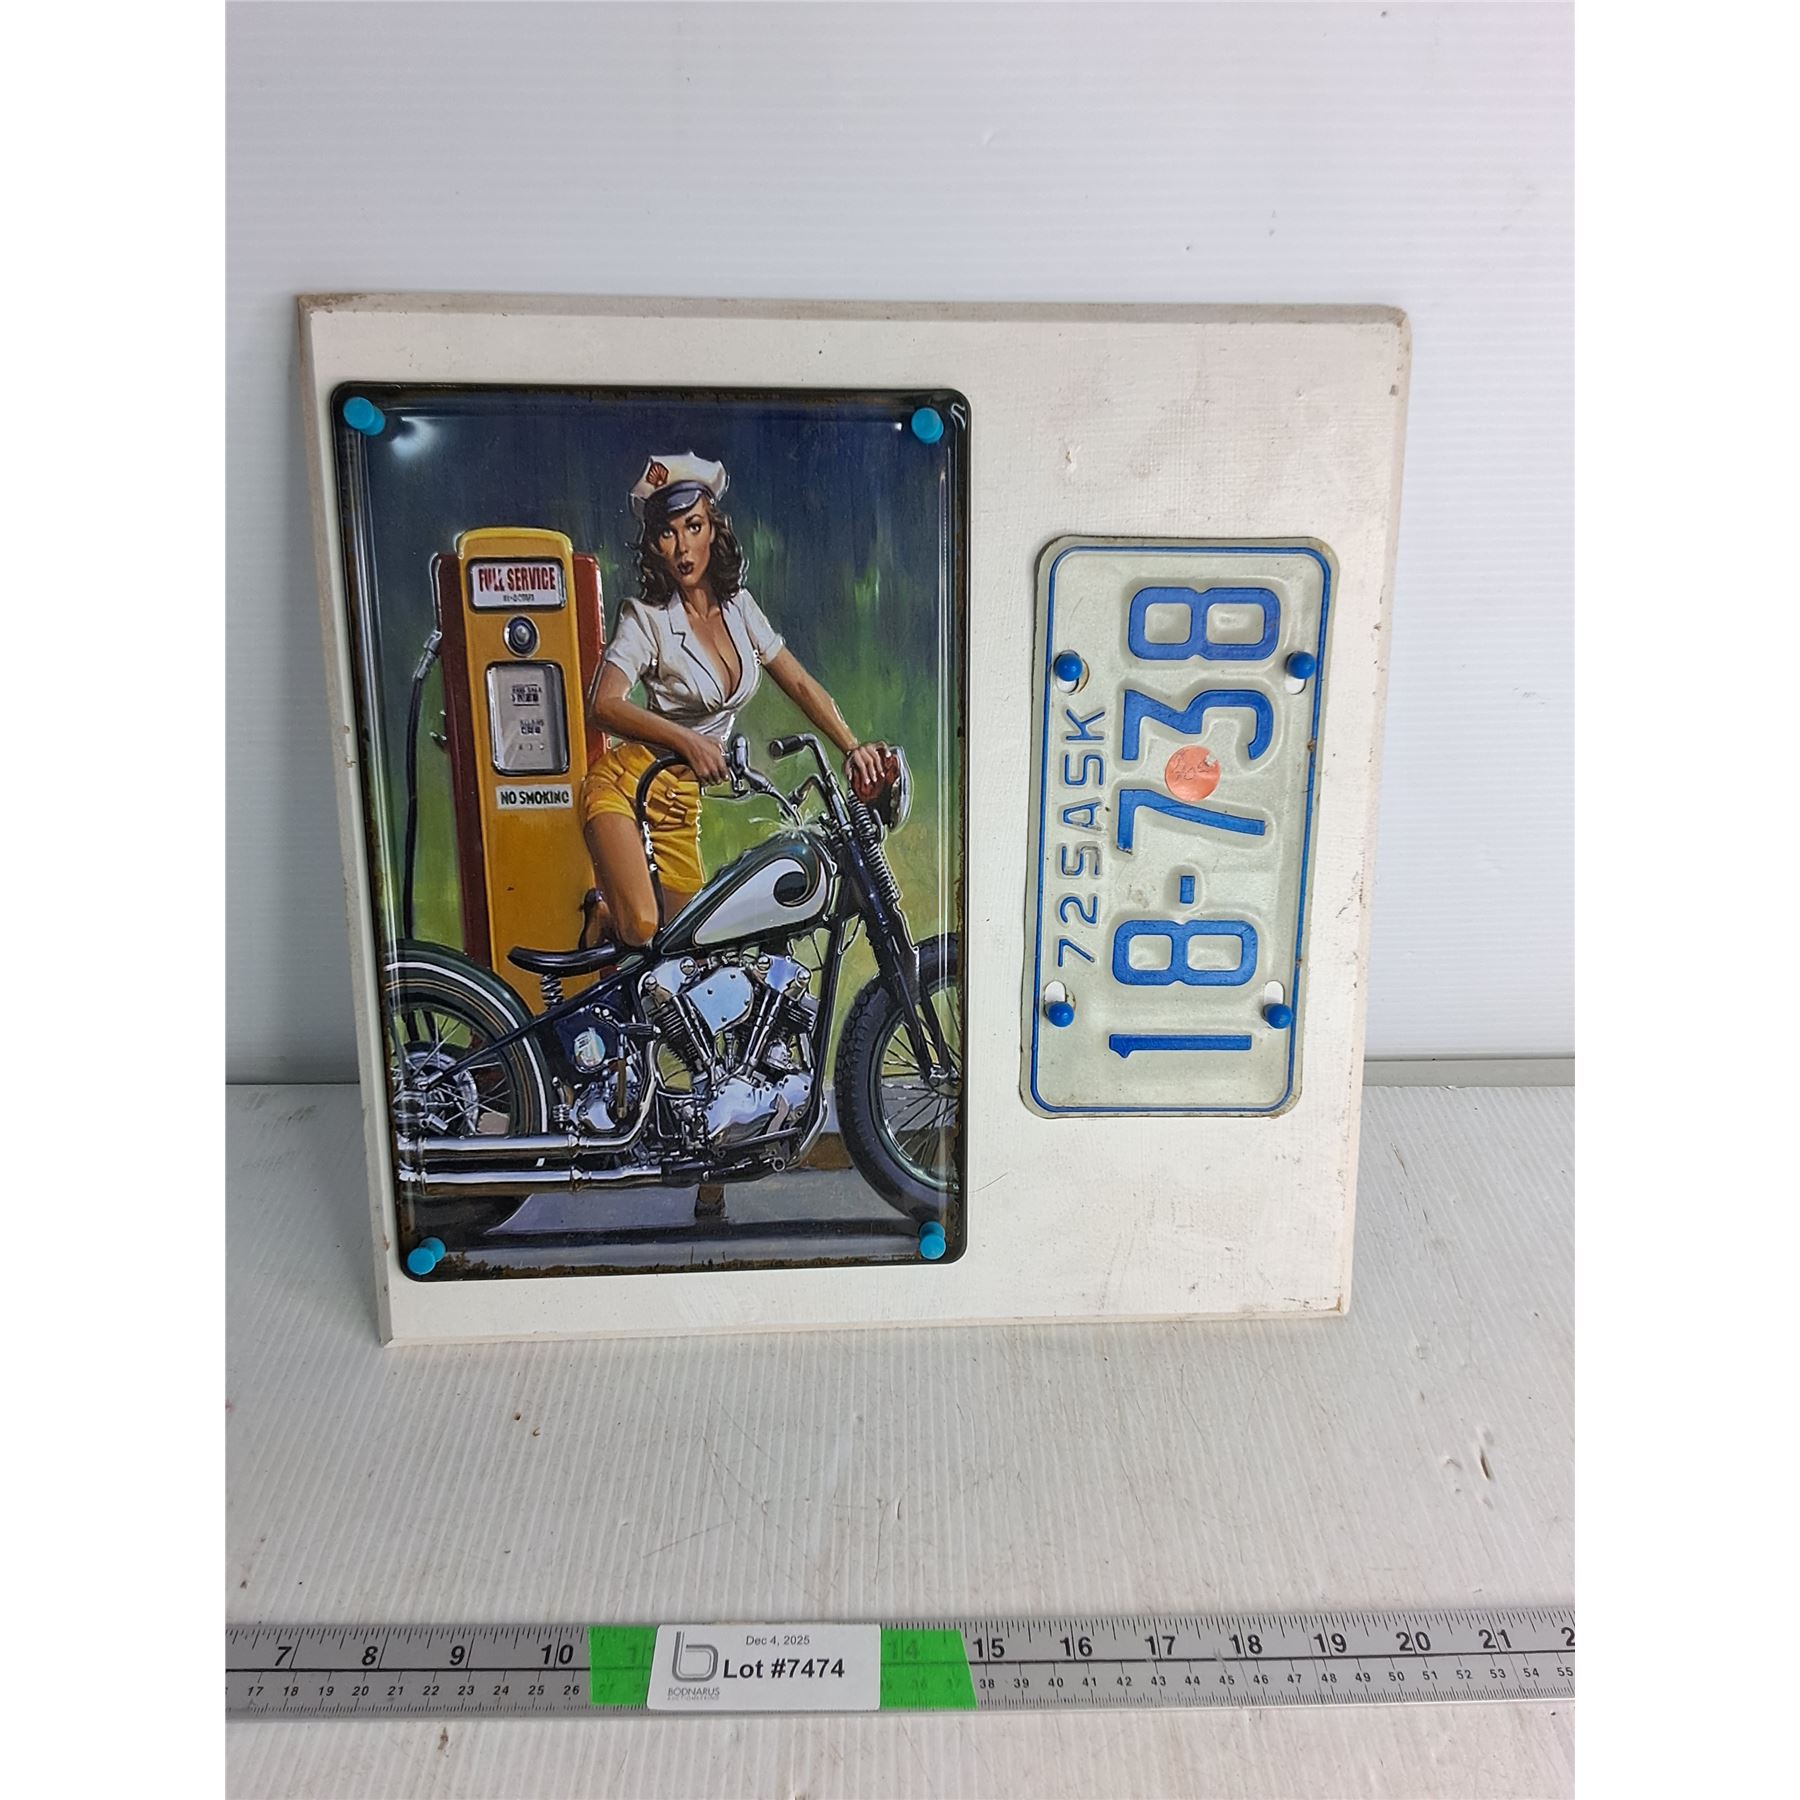 FULL SERVICE
NO SMOKING
72 SASK
18-738
7 8 9 10 14 15 16 17 18 19 20 21
17 18 19 20 21 22 23 24 25 26 38 39 40 41 42 43 44 45 46 47 48 49 50 51 52 53 54 55
Dec 4, 2025
Lot #7474
BODNARUS
AUCTIONEERING